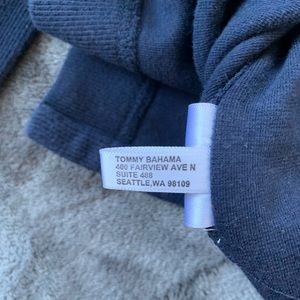 TOMMY BAHAMA
400 FAIRVIEW AVE N
SUITE 488
SEATTLE,WA 98109